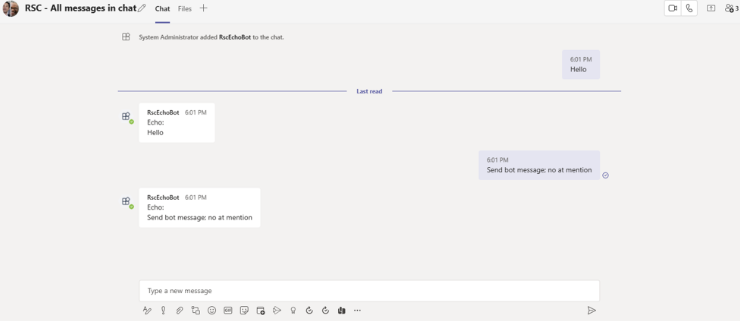 RSC - All messages in chat
Chat
Files
3
System Administrator added RscEchoBot to the chat.
6:01 PM
Hello
Last read
RscEchoBot 6:01 PM
Echo:
Hello
6:01 PM
Send bot message: no at mention
RscEchoBot 6:01 PM
Echo:
Send bot message: no at mention
Type a new message